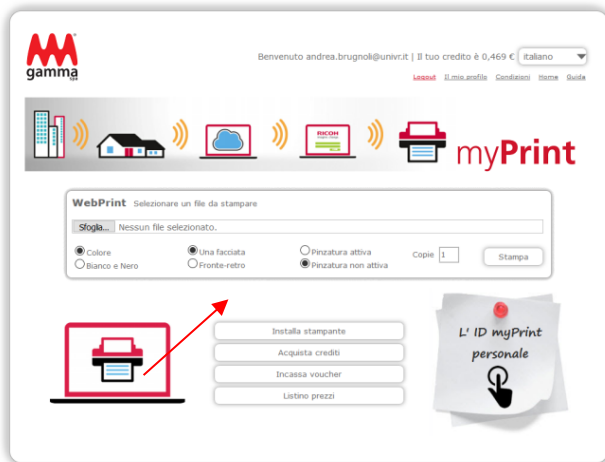 gamma
spa
Benvenuto andrea.brugnoli@univr.it | Il tuo credito è 0,469 € italiano
Logout Il mio profilo Condizioni Home Guida
RICOH
myPrint
WebPrint Selezionare un file da stampare
Sfoglia... Nessun file selezionato.
Colore Una facciata Pinzatura attiva Copie 1 Stampa
Bianco e Nero Fronte-retro Pinzatura non attiva
Installa stampante
Acquista crediti
Incassa voucher
Listino prezzi
L' ID myPrint
personale